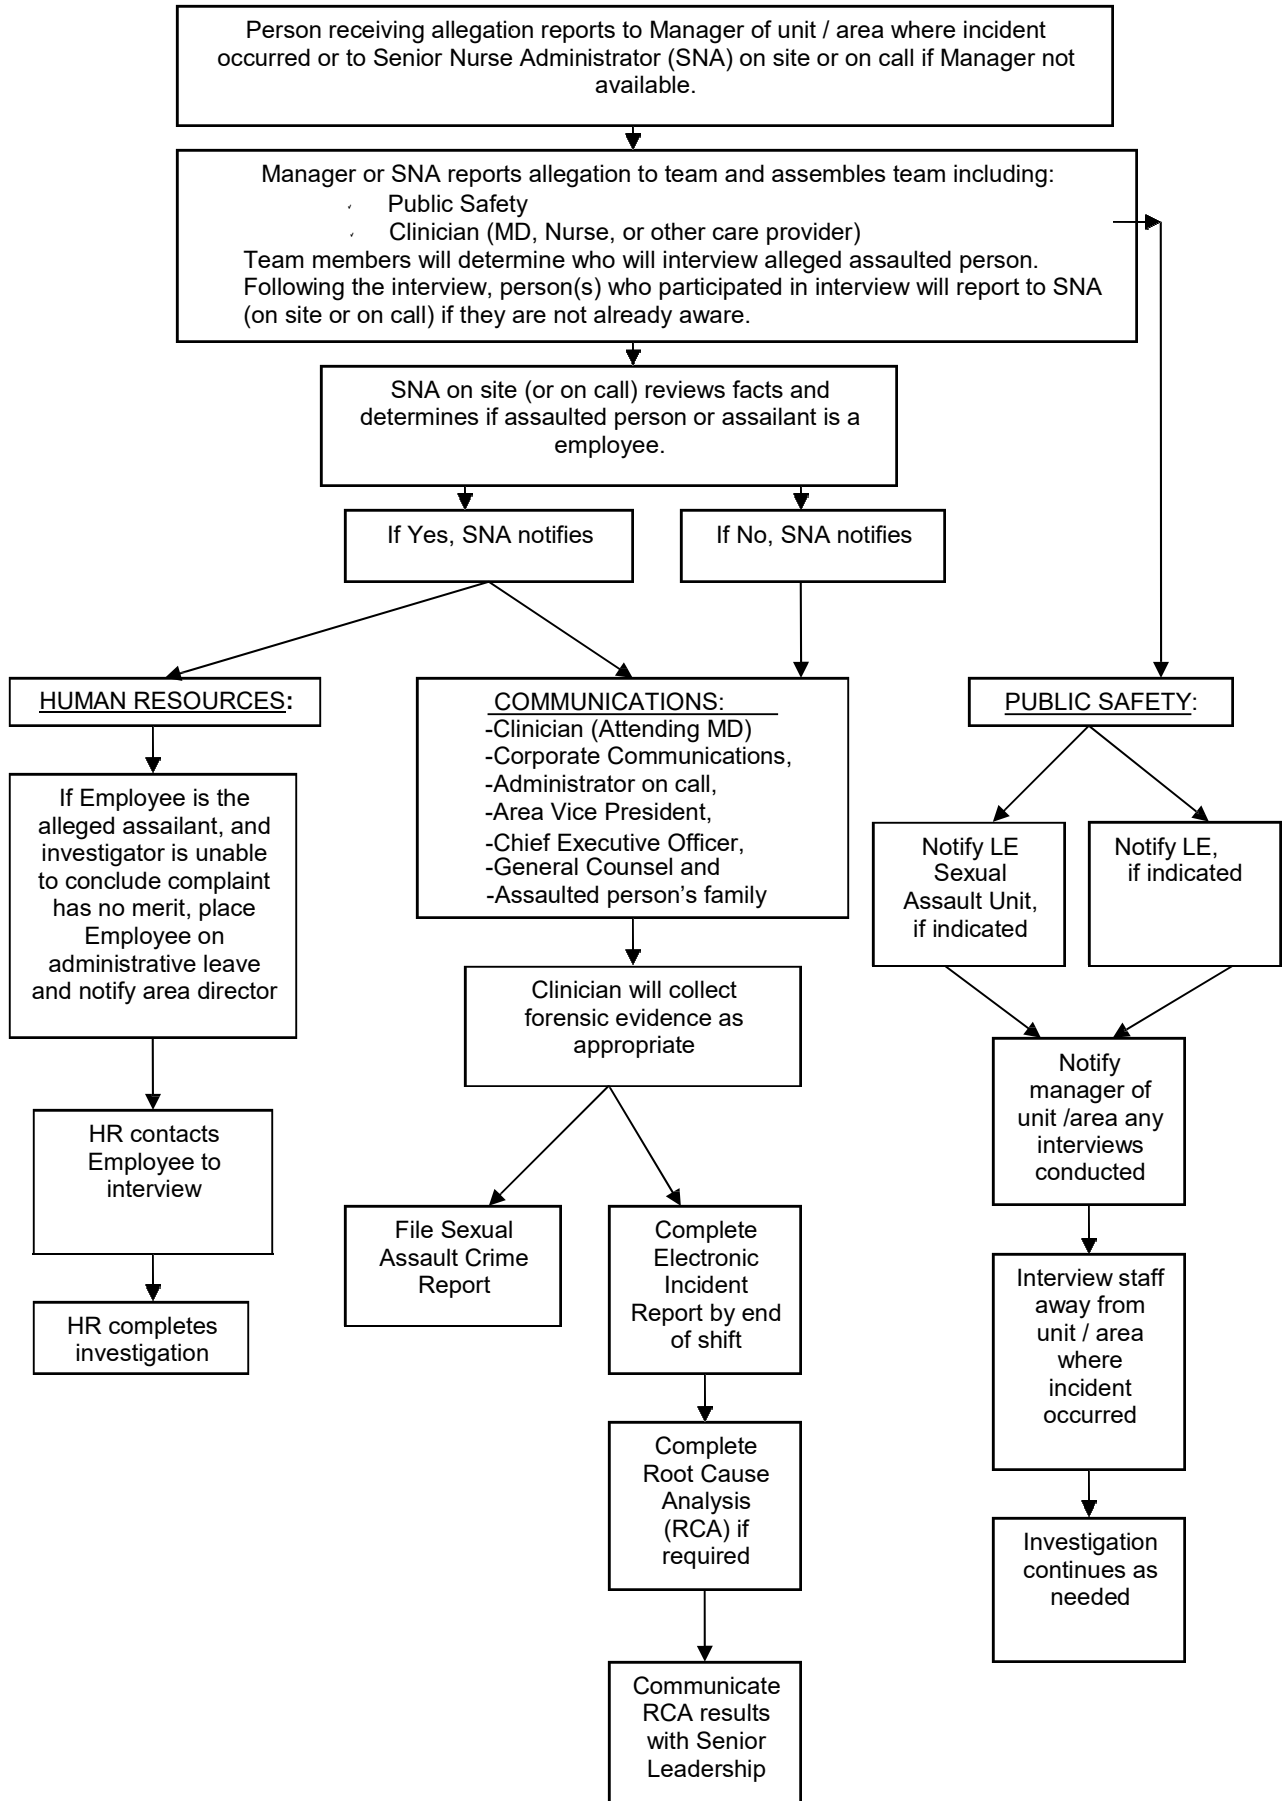 Person receiving allegation reports to Manager of unit / area where incident
occurred or to Senior Nurse Administrator (SNA) on site or on call if Manager not
available.
Manager or SNA reports allegation to team and assembles team including:
Public Safety
Clinician (MD, Nurse, or other care provider)
Team members will determine who will interview alleged assaulted person.
Following the interview, person(s) who participated in interview will report to SNA
(on site or on call) if they are not already aware.
SNA on site (or on call) reviews facts and
determines if assaulted person or assailant is a
employee.
If Yes, SNA notifies
If No, SNA notifies
HUMAN RESOURCES:
If Employee is the
alleged assailant, and
investigator is unable
to conclude complaint
has no merit, place
Employee on
administrative leave
and notify area director
HR contacts
Employee to
interview
HR completes
investigation
COMMUNICATIONS:
-Clinician (Attending MD)
-Corporate Communications,
-Administrator on call,
-Area Vice President,
-Chief Executive Officer,
-General Counsel and
-Assaulted person’s family
Clinician will collect
forensic evidence as
appropriate
File Sexual
Assault Crime
Report
Complete
Electronic
Incident
Report by end
of shift
Complete
Root Cause
Analysis
(RCA) if
required
Communicate
RCA results
with Senior
Leadership
PUBLIC SAFETY:
Notify LE
Sexual
Assault Unit,
if indicated
Notify LE,
if indicated
Notify
manager of
unit /area any
interviews
conducted
Interview staff
away from
unit / area
where
incident
occurred
Investigation
continues as
needed